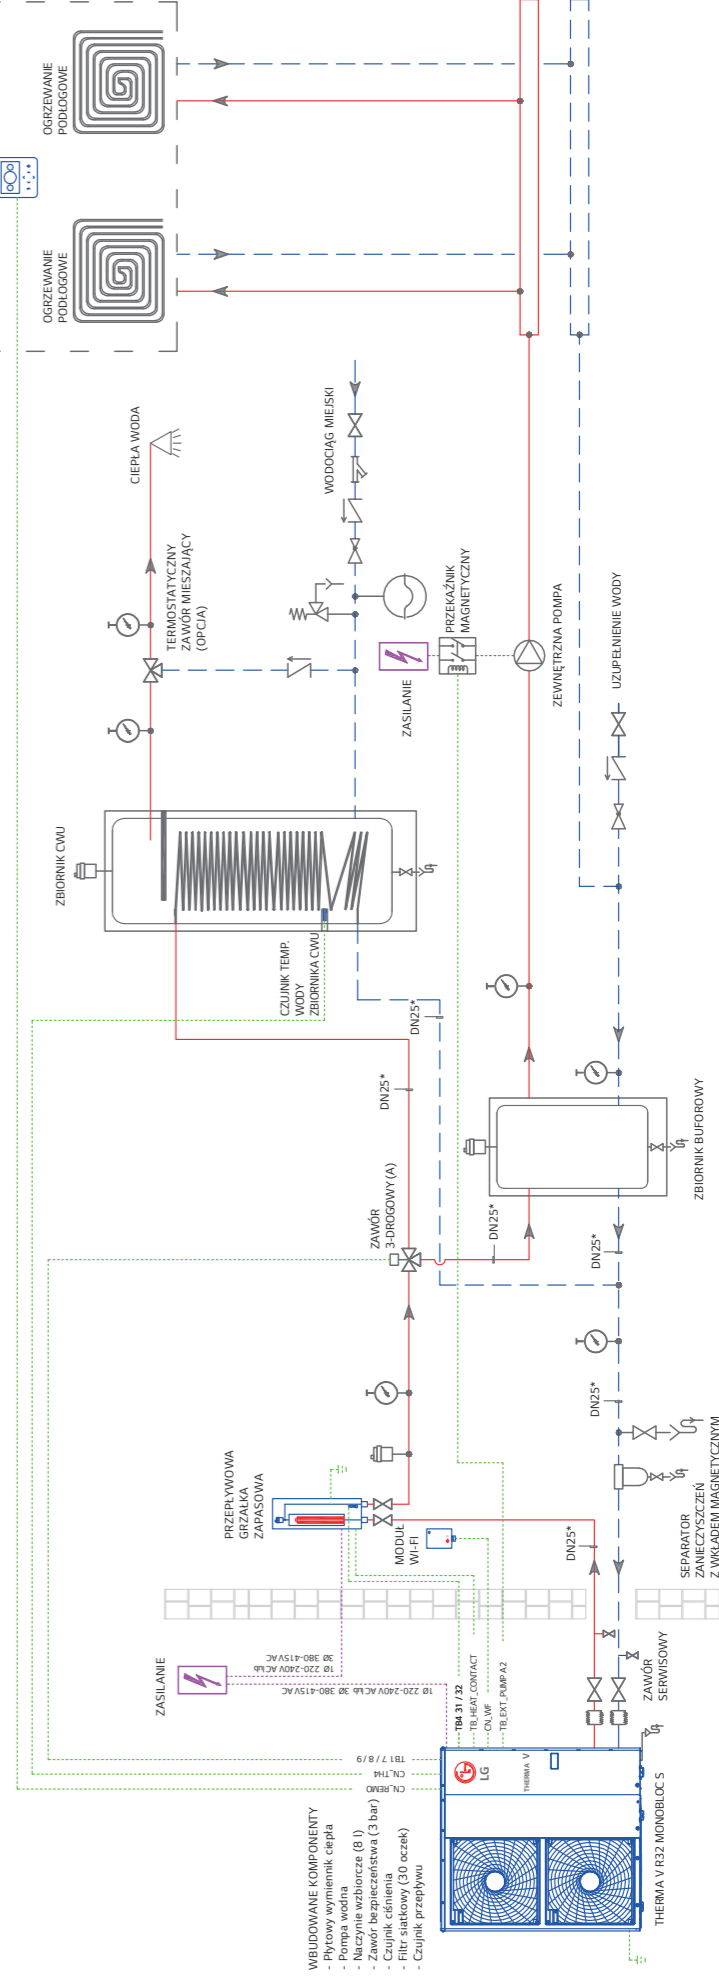 OGRZEWANIE
PODŁOGOWE
OGRZEWANIE
PODŁOGOWE
CIEPŁA WODA
WODOCIĄG MIEJSKI
TERMOSTATYCZNY
ZAWÓR MIESZAJĄCY
(OPCJA)
ZASILANIE
PRZEKAŹNIK
MAGNETYCZNY
ZEWNĘTRZNA POMPA
UZUPEŁNIENIE WODY
ZBIORNIK CWU
CZUJNIK TEMP.
WODY
ZBIORNIKA CWU
DN25*
DN25*
ZAWÓR
3-DROGOWY (A)
DN25*
DN25*
ZBIORNIK BUFOROWY
DN25*
PRZEPŁYWOWA
GRZAŁKA
ZAPASOWA
MODUŁ
WI-FI
DN25*
SEPARATOR
ZANIECZYSZCZEŃ
Z WKŁADEM MAGNETYCZNYM
ZASILANIE
1Ø 220-240V AC lub
3Ø 380-415V AC
1Ø 220-240V AC lub 3Ø 380-415V AC
TB4 31 / 32
TB_HEAT_CONTACT
CN_WF
TB_EXT_PUMP A2
ZAWÓR
SERWISOWY
TB1 7 / 8 / 9
CN_TH4
CN_REMO
LG
THERMA V
THERMA V R32 MONOBLOC S
WBUDOWANE KOMPONENTY
- Płytowy wymiennik ciepła
- Pompa wodna
- Naczynie wzbiorcze (8 l)
- Zawór bezpieczeństwa (3 bar)
- Czujnik ciśnienia
- Filtr siatkowy (30 oczek)
- Czujnik przepływu